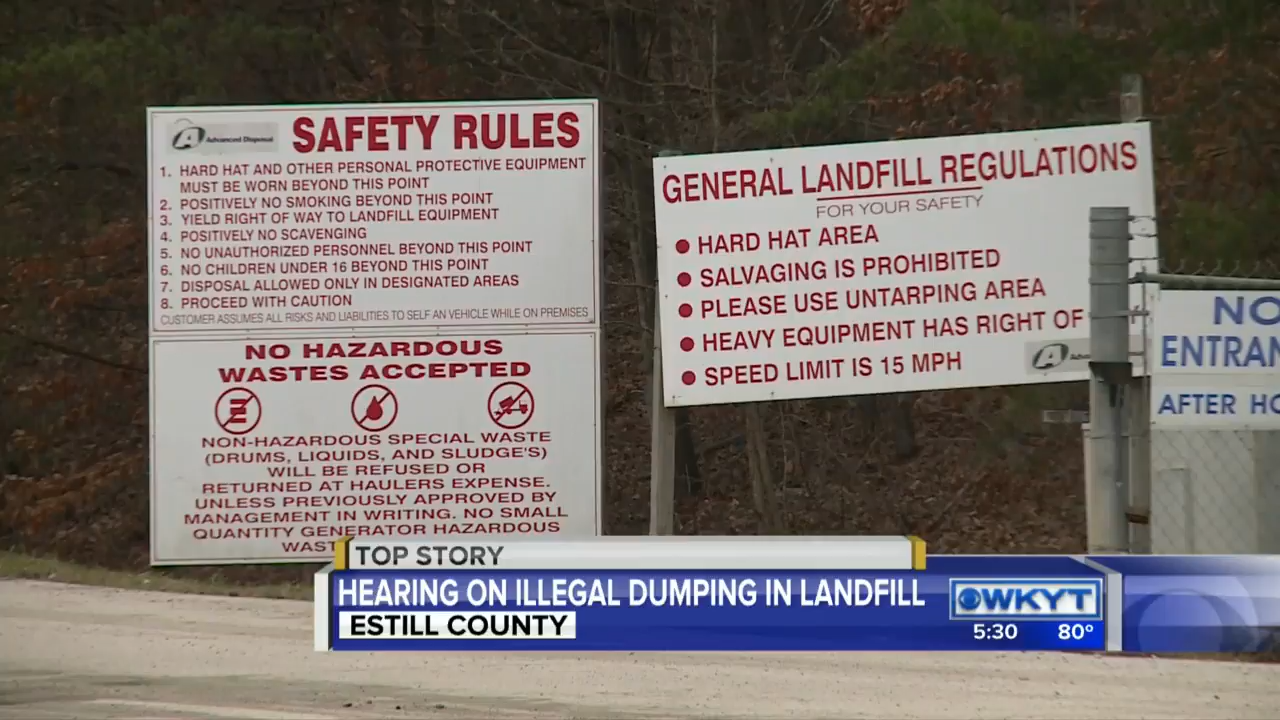 Advanced Disposal
SAFETY RULES
1. HARD HAT AND OTHER PERSONAL PROTECTIVE EQUIPMENT
MUST BE WORN BEYOND THIS POINT
2. POSITIVELY NO SMOKING BEYOND THIS POINT
3. YIELD RIGHT OF WAY TO LANDFILL EQUIPMENT
4. POSITIVELY NO SCAVENGING
5. NO UNAUTHORIZED PERSONNEL BEYOND THIS POINT
6. NO CHILDREN UNDER 16 BEYOND THIS POINT
7. DISPOSAL ALLOWED ONLY IN DESIGNATED AREAS
8. PROCEED WITH CAUTION
CUSTOMER ASSUMES ALL RISKS AND LIABILITIES TO SELF AN VEHICLE WHILE ON PREMISES
NO HAZARDOUS
WASTES ACCEPTED
NON-HAZARDOUS SPECIAL WASTE
(DRUMS, LIQUIDS, AND SLUDGE'S)
WILL BE REFUSED OR
RETURNED AT HAULERS EXPENSE.
UNLESS PREVIOUSLY APPROVED BY
MANAGEMENT IN WRITING. NO SMALL
QUANTITY GENERATOR HAZARDOUS
WAST
GENERAL LANDFILL REGULATIONS
FOR YOUR SAFETY
HARD HAT AREA
SALVAGING IS PROHIBITED
PLEASE USE UNTARPING AREA
HEAVY EQUIPMENT HAS RIGHT OF
SPEED LIMIT IS 15 MPH
Adv
NO
ENTRAN
AFTER HO
TOP STORY
HEARING ON ILLEGAL DUMPING IN LANDFILL
ESTILL COUNTY
WKYT
5:30 80°